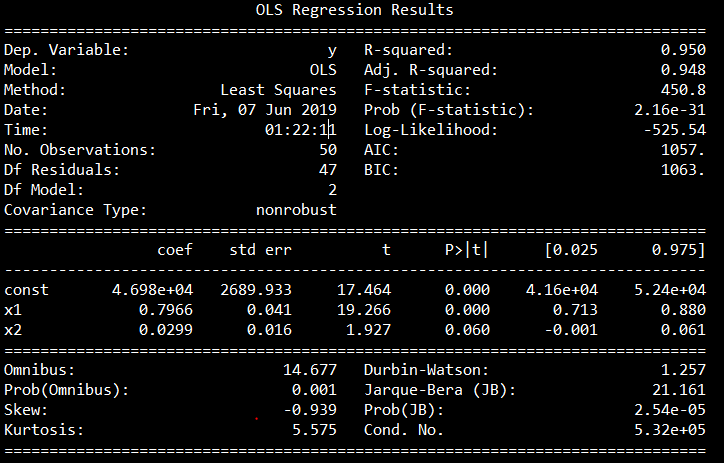 OLS Regression Results
==============================================================================
Dep. Variable: y R-squared: 0.950
Model: OLS Adj. R-squared: 0.948
Method: Least Squares F-statistic: 450.8
Date: Fri, 07 Jun 2019 Prob (F-statistic): 2.16e-31
Time: 01:22:11 Log-Likelihood: -525.54
No. Observations: 50 AIC: 1057.
Df Residuals: 47 BIC: 1063.
Df Model: 2
Covariance Type: nonrobust
==============================================================================
coef std err t P>|t| [0.025 0.975]
------------------------------------------------------------------------------
const 4.698e+04 2689.933 17.464 0.000 4.16e+04 5.24e+04
x1 0.7966 0.041 19.266 0.000 0.713 0.880
x2 0.0299 0.016 1.927 0.060 -0.001 0.061
==============================================================================
Omnibus: 14.677 Durbin-Watson: 1.257
Prob(Omnibus): 0.001 Jarque-Bera (JB): 21.161
Skew: -0.939 Prob(JB): 2.54e-05
Kurtosis: 5.575 Cond. No. 5.32e+05
==============================================================================